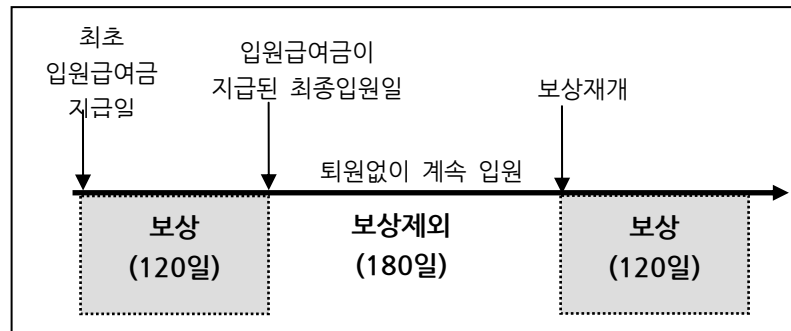 최초
입원급여금
지급일
입원급여금이
지급된 최종입원일
보상재개
퇴원없이 계속 입원
보상
(120일)
보상제외
(180일)
보상
(120일)